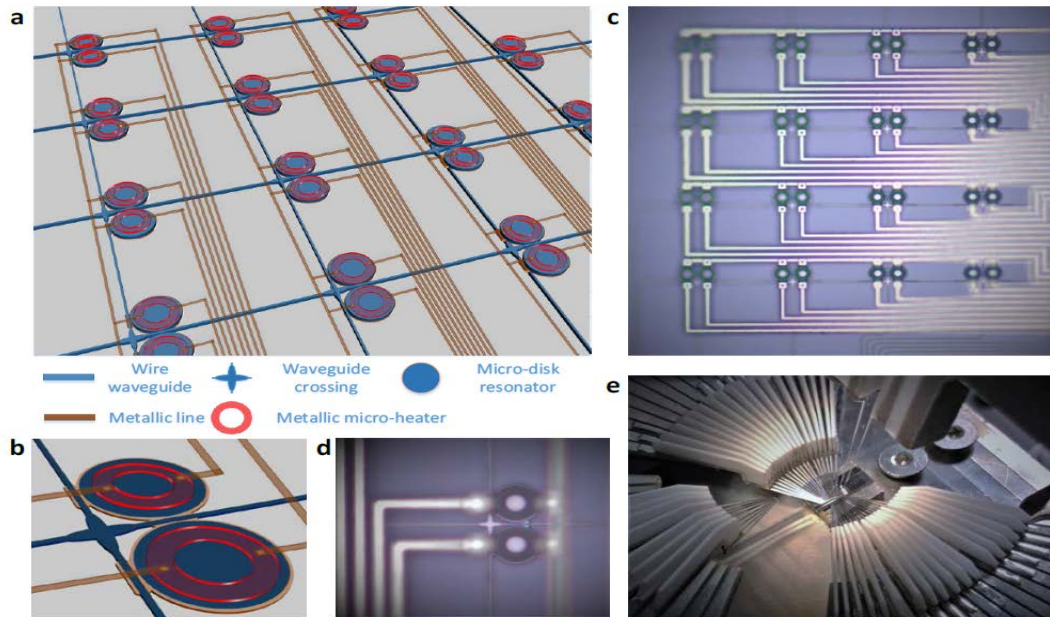 a
c
Wire
waveguide
Waveguide
crossing
Micro-disk
resonator
Metallic line
Metallic micro-heater
e
b
d